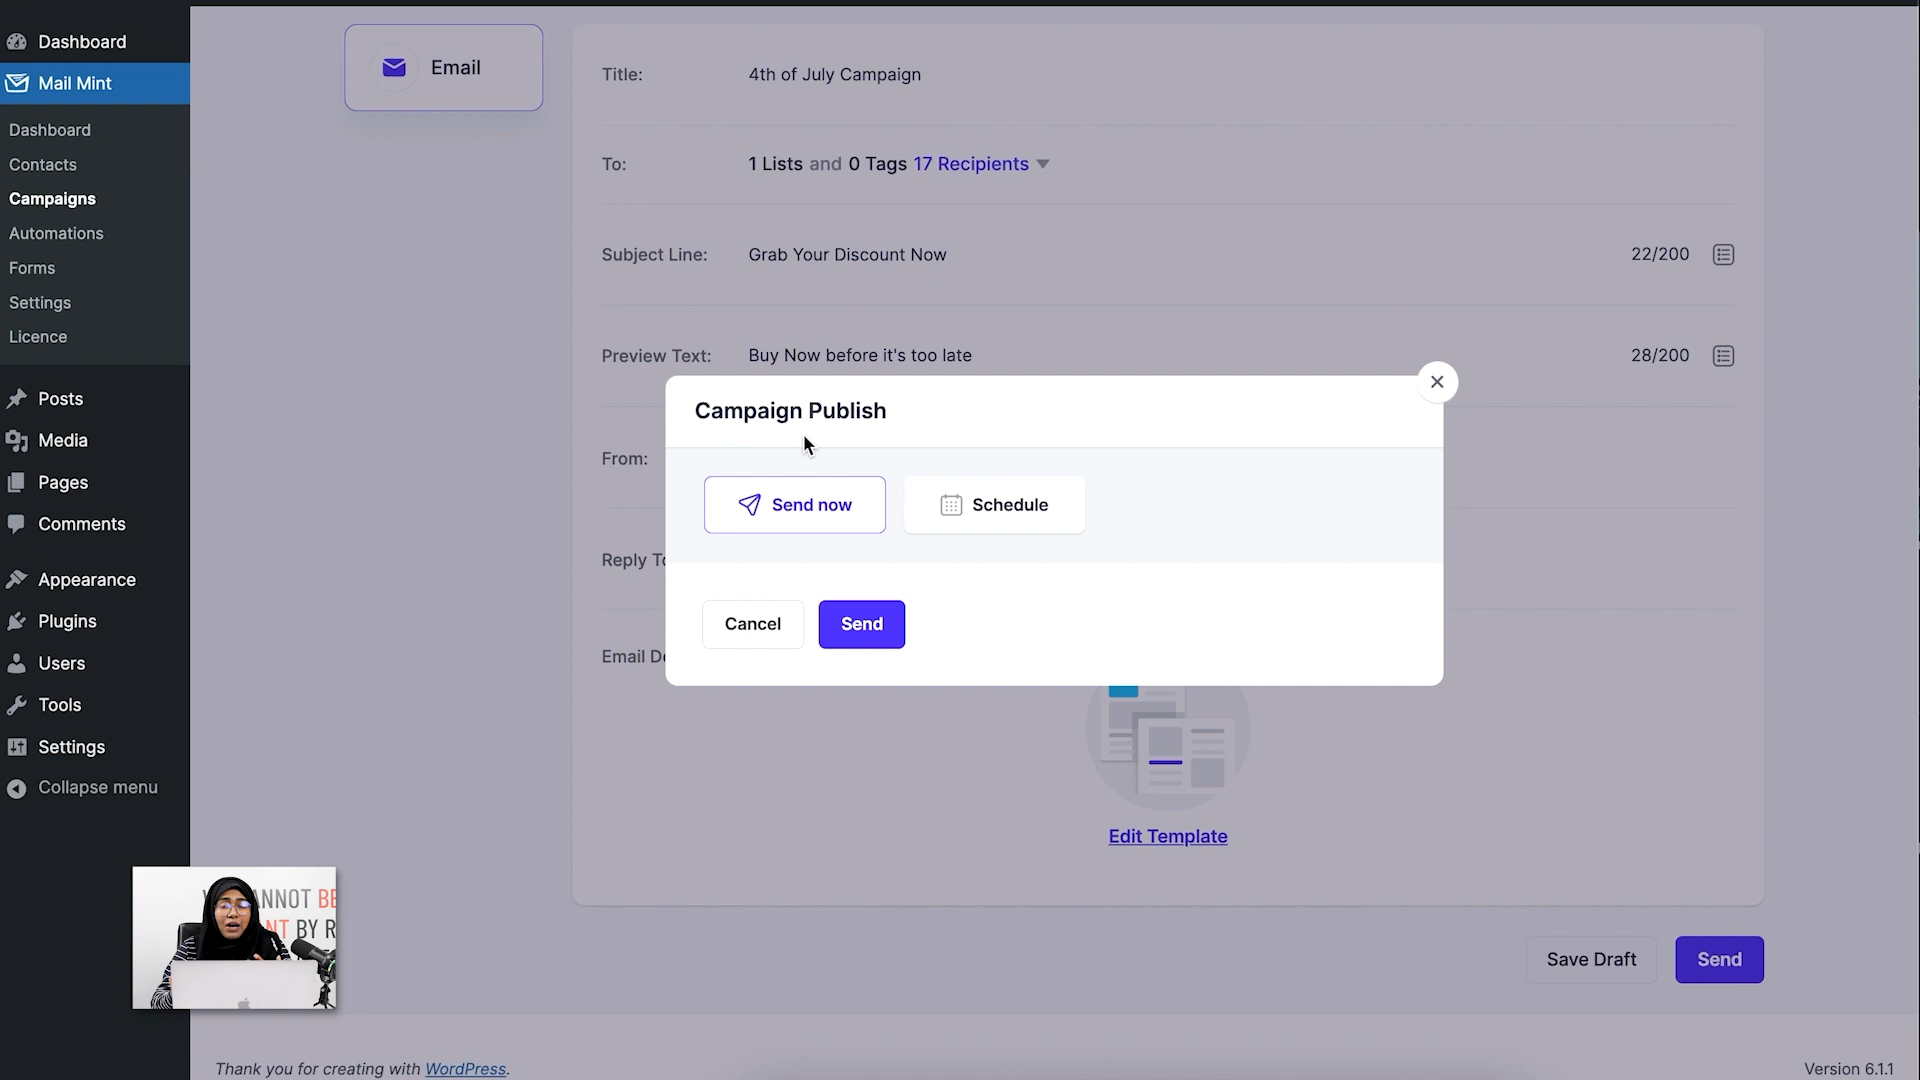 Dashboard
Mail Mint
Dashboard
Contacts
Campaigns
Automations
Forms
Settings
Licence
Posts
Media
Pages
Comments
Appearance
Plugins
Users
Tools
Settings
Collapse menu
Email
Title: 4th of July Campaign
To: 1 Lists and 0 Tags 17 Recipients
Subject Line: Grab Your Discount Now 22/200
Preview Text: Buy Now before it's too late 28/200
From:
Reply
Email
Campaign Publish
Send now Schedule
Cancel Send
Edit Template
Save Draft Send
ANNOT BE
NT BY R
Thank you for creating with WordPress.
Version 6.1.1